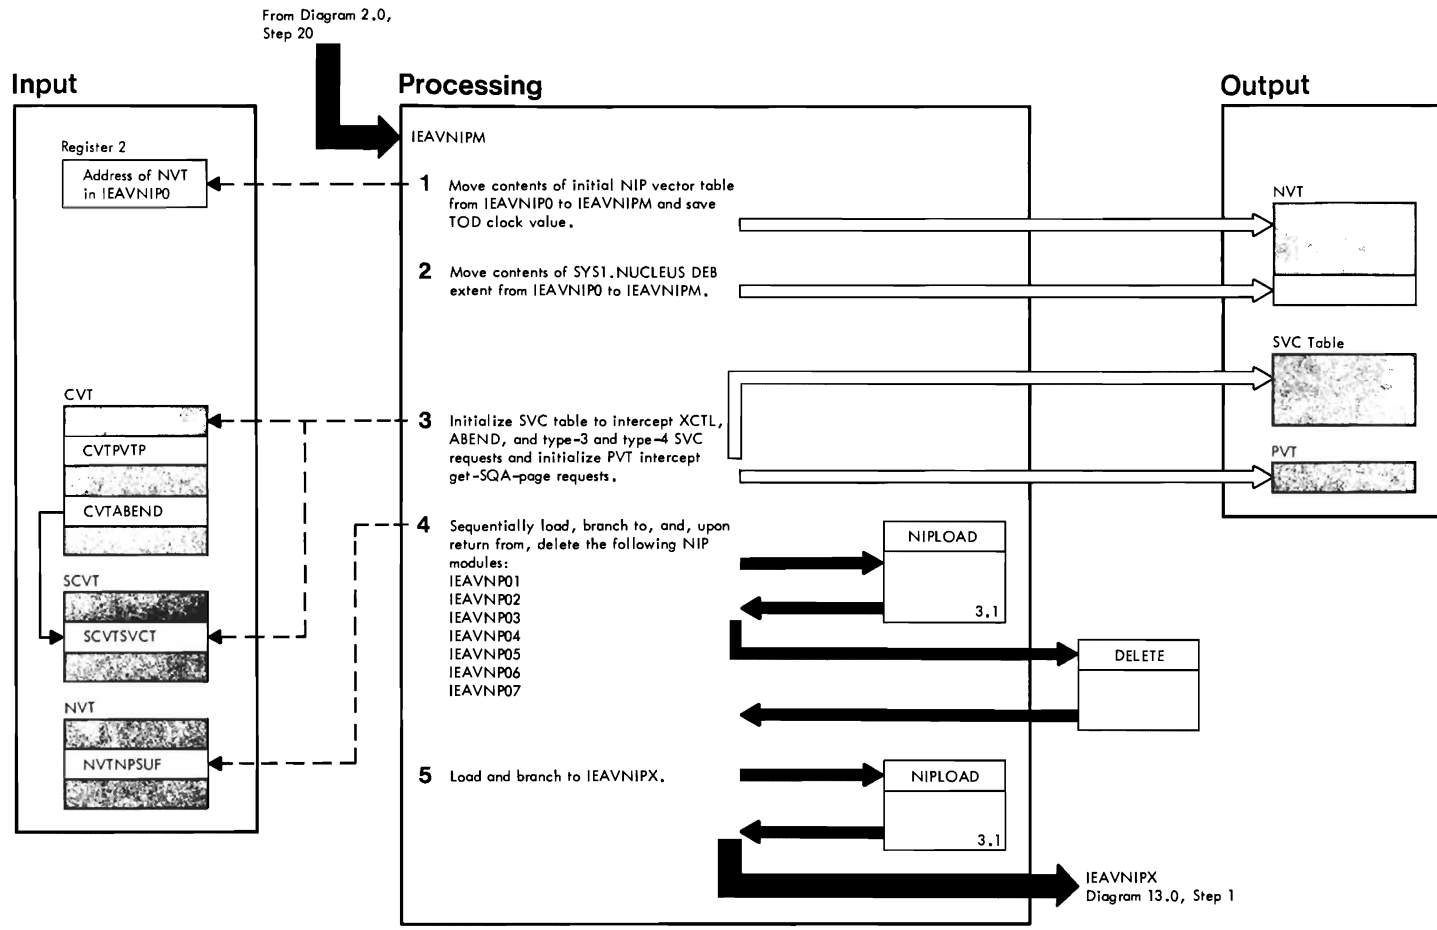 From Diagram 2.0,
Step 20
Input
Processing
Output
Register 2
Address of NVT
in IEAVNIP0
CVT
CVTPVTP
CVTABEND
SCVT
SCVTSVCT
NVT
NVTNPSUF
IEAVNIPM
1 Move contents of initial NIP vector table
from IEAVNIP0 to IEAVNIPM and save
TOD clock value.
2 Move contents of SYS1.NUCLEUS DEB
extent from IEAVNIP0 to IEAVNIPM.
3 Initialize SVC table to intercept XCTL,
ABEND, and type-3 and type-4 SVC
requests and initialize PVT intercept
get-SQA-page requests.
4 Sequentially load, branch to, and, upon
return from, delete the following NIP
modules:
IEAVNP01
IEAVNP02
IEAVNP03
IEAVNP04
IEAVNP05
IEAVNP06
IEAVNP07
NIPLOAD
3.1
DELETE
5 Load and branch to IEAVNIPX.
NIPLOAD
3.1
NVT
SVC Table
PVT
IEAVNIPX
Diagram 13.0, Step 1